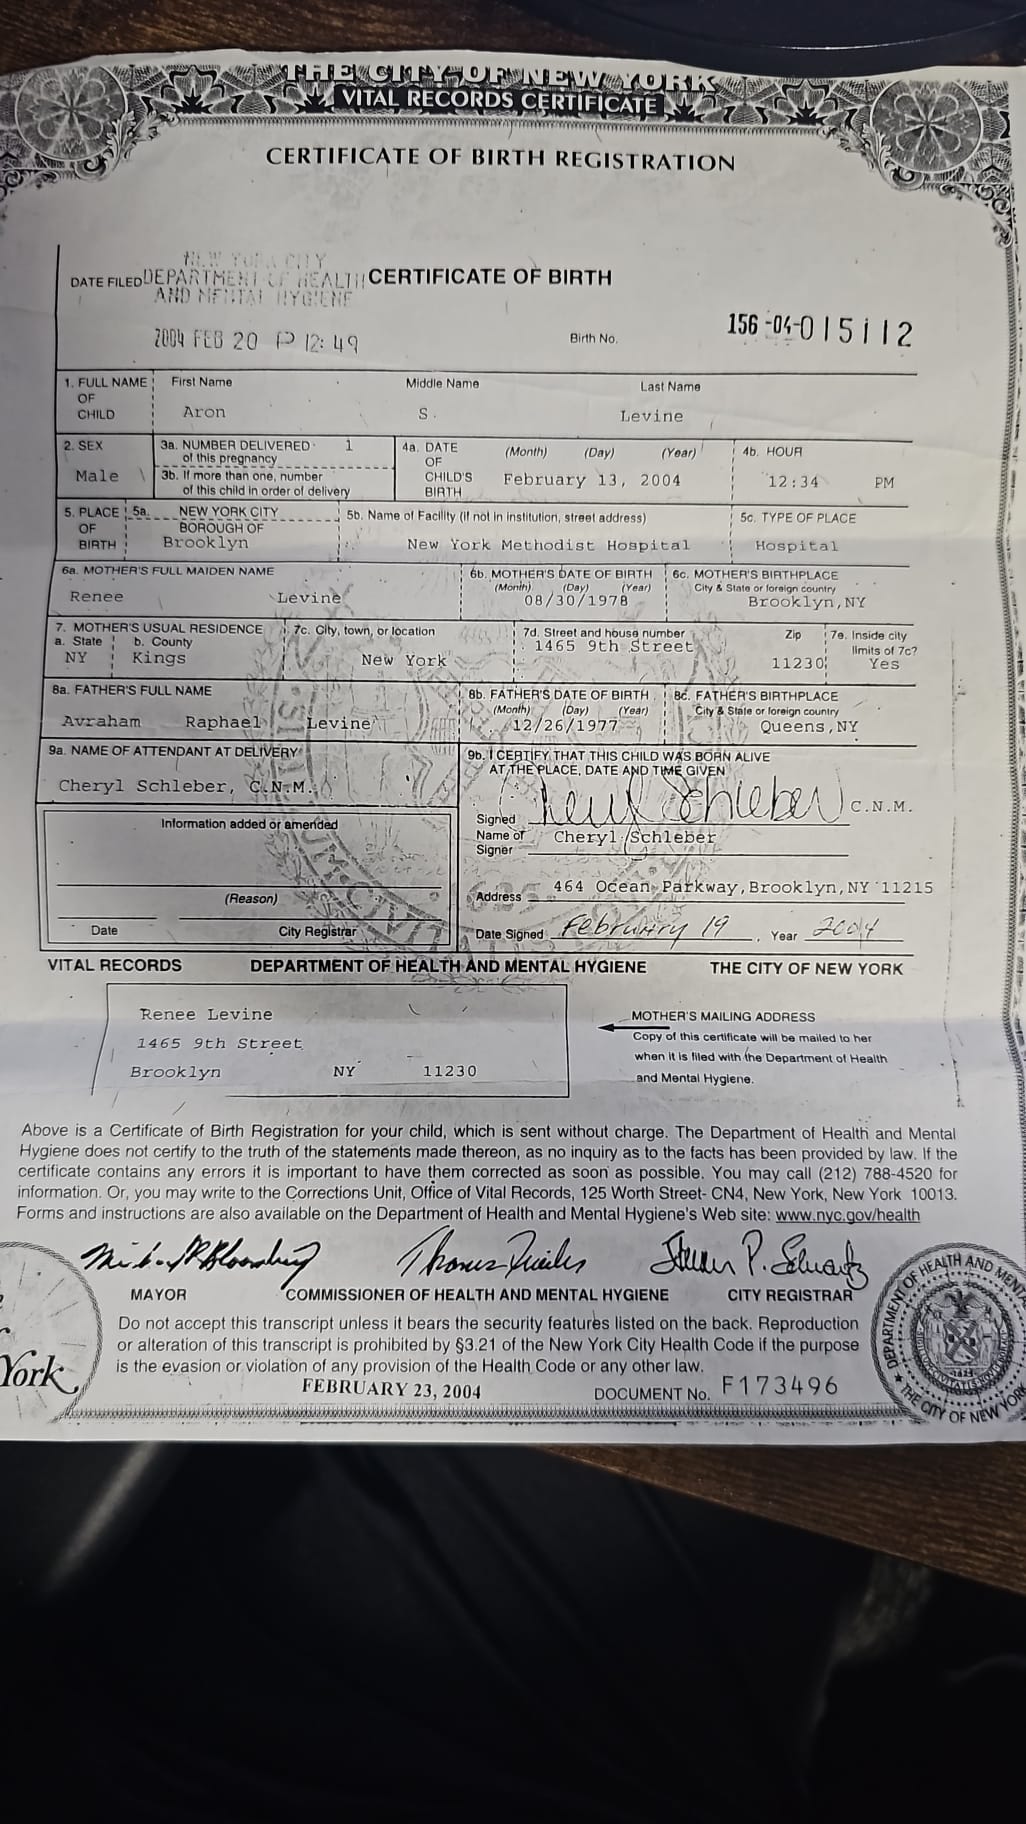 THE CITY OF NEW YORK
VITAL RECORDS CERTIFICATE
CERTIFICATE OF BIRTH REGISTRATION
NEW YORK CITY
DATE FILED DEPARTMENT OF HEALTH CERTIFICATE OF BIRTH
AND MENTAL HYGIENE
2004 FEB 20 P 12:49
Birth No. 156-04-015112
1. FULL NAME OF CHILD
First Name Middle Name Last Name
Aron S. Levine
2. SEX
Male
3a. NUMBER DELIVERED of this pregnancy 1
3b. If more than one, number of this child in order of delivery
4a. DATE OF CHILD'S BIRTH
(Month) (Day) (Year)
February 13, 2004
4b. HOUR
12:34 PM
5. PLACE OF BIRTH
5a. NEW YORK CITY
BOROUGH OF
Brooklyn
5b. Name of Facility (if not in institution, street address)
New York Methodist Hospital
5c. TYPE OF PLACE
Hospital
6a. MOTHER'S FULL MAIDEN NAME
Renee Levine
6b. MOTHER'S DATE OF BIRTH
(Month) (Day) (Year)
08/30/1978
6c. MOTHER'S BIRTHPLACE
City & State or foreign country
Brooklyn, NY
7. MOTHER'S USUAL RESIDENCE
a. State b. County
NY Kings
7c. City, town, or location
New York
7d. Street and house number
1465 9th Street
Zip
11230
7e. Inside city
limits of 7c?
Yes
8a. FATHER'S FULL NAME
Avraham Raphael Levine
8b. FATHER'S DATE OF BIRTH
(Month) (Day) (Year)
12/26/1977
8c. FATHER'S BIRTHPLACE
City & State or foreign country
Queens, NY
9a. NAME OF ATTENDANT AT DELIVERY
Cheryl Schleber, C.N.M.
9b. I CERTIFY THAT THIS CHILD WAS BORN ALIVE
AT THE PLACE, DATE AND TIME GIVEN
Signed Cheryl Schleber C.N.M.
Name of Signer Cheryl Schleber
Address 464 Ocean Parkway, Brooklyn, NY 11215
Date Signed February 19, Year 2004
Information added or amended
(Reason)
Date City Registrar
VITAL RECORDS DEPARTMENT OF HEALTH AND MENTAL HYGIENE THE CITY OF NEW YORK
Renee Levine
1465 9th Street
Brooklyn NY 11230
MOTHER'S MAILING ADDRESS
Copy of this certificate will be mailed to her
when it is filed with the Department of Health
and Mental Hygiene.
Above is a Certificate of Birth Registration for your child, which is sent without charge. The Department of Health and Mental
Hygiene does not certify to the truth of the statements made thereon, as no inquiry as to the facts has been provided by law. If the
certificate contains any errors it is important to have them corrected as soon as possible. You may call (212) 788-4520 for
information. Or, you may write to the Corrections Unit, Office of Vital Records, 125 Worth Street- CN4, New York, New York 10013.
Forms and instructions are also available on the Department of Health and Mental Hygiene's Web site: www.nyc.gov/health
MAYOR COMMISSIONER OF HEALTH AND MENTAL HYGIENE CITY REGISTRAR
Do not accept this transcript unless it bears the security features listed on the back. Reproduction
or alteration of this transcript is prohibited by §3.21 of the New York City Health Code if the purpose
is the evasion or violation of any provision of the Health Code or any other law.
York
FEBRUARY 23, 2004 DOCUMENT No. F173496
DEPARTMENT OF HEALTH AND MEN
THE CITY OF NEW YORK